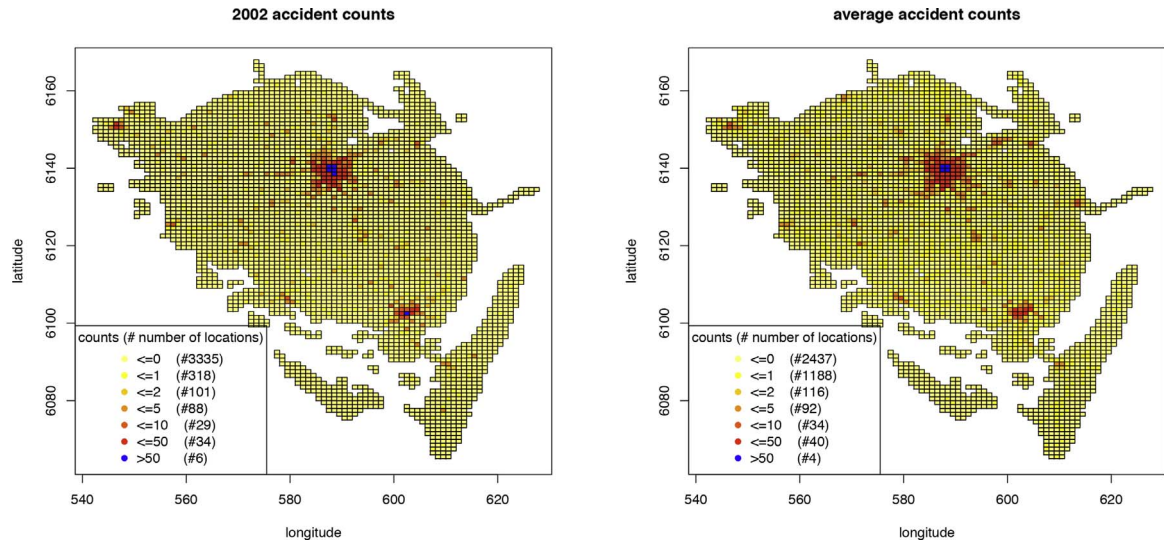 2002 accident counts
latitude
6160
6140
6120
6100
6080
counts (# number of locations)
<=0 (#3335)
<=1 (#318)
<=2 (#101)
<=5 (#88)
<=10 (#29)
<=50 (#34)
>50 (#6)
540 560 580 600 620
longitude
average accident counts
latitude
6160
6140
6120
6100
6080
counts (# number of locations)
<=0 (#2437)
<=1 (#1188)
<=2 (#116)
<=5 (#92)
<=10 (#34)
<=50 (#40)
>50 (#4)
540 560 580 600 620
longitude